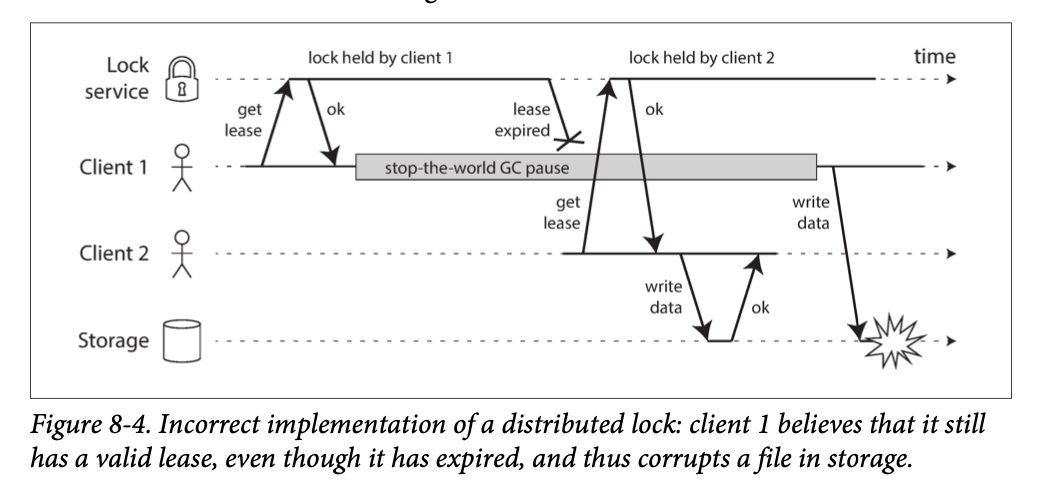 lock held by client 1
lock held by client 2
time
Lock
service
get
lease
ok
lease
expired
ok
Client 1
stop-the-world GC pause
get
lease
write
data
Client 2
write
data
ok
Storage
Figure 8-4. Incorrect implementation of a distributed lock: client 1 believes that it still
has a valid lease, even though it has expired, and thus corrupts a file in storage.